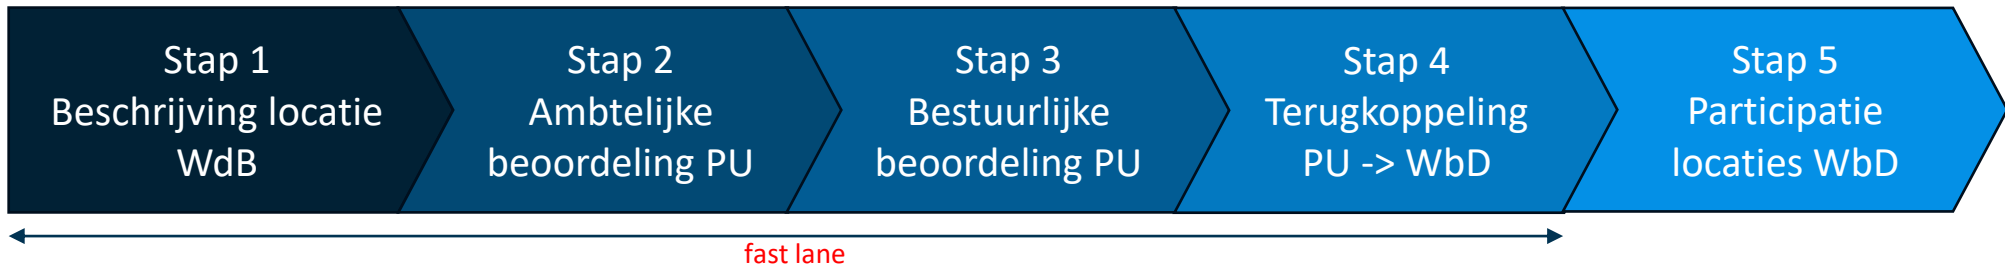 Stap 1
Beschrijving locatie
WdB
Stap 2
Ambtelijke
beoordeling PU
Stap 3
Bestuurlijke
beoordeling PU
Stap 4
Terugkoppeling
PU -> WbD
Stap 5
Participatie
locaties WbD
fast lane